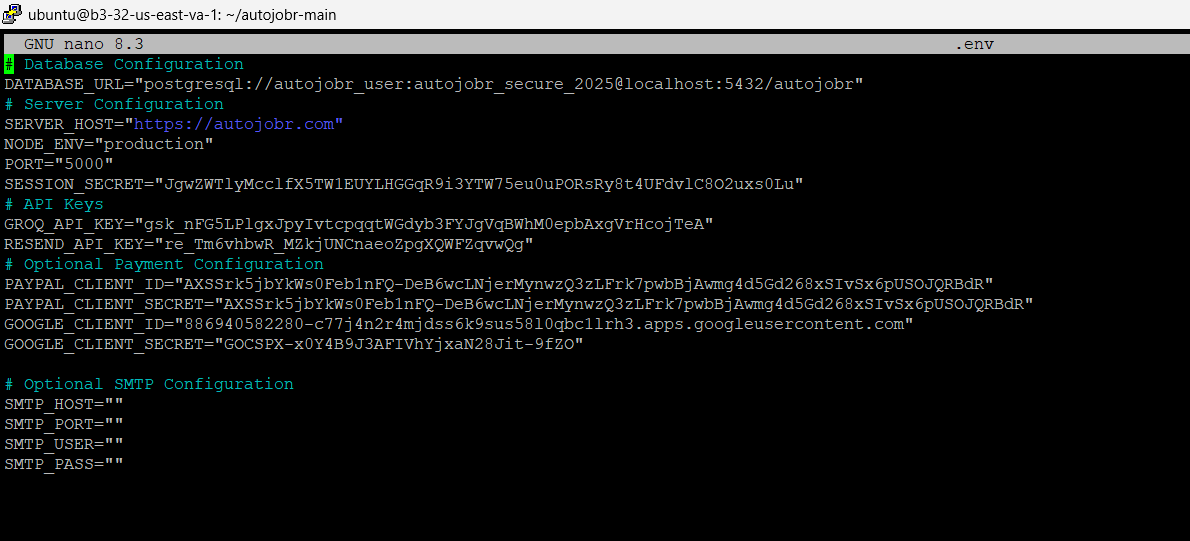 ubuntu@b3-32-us-east-va-1: ~/autojobr-main
GNU nano 8.3 .env
# Database Configuration
DATABASE_URL="postgresql://autojobr_user:autojobr_secure_2025@localhost:5432/autojobr"
# Server Configuration
SERVER_HOST="https://autojobr.com"
NODE_ENV="production"
PORT="5000"
SESSION_SECRET="JgwZWTlyMcclfX5TW1EUYLHGGqR9i3YTW75eu0uPORsRy8t4UFdvlC8O2uxs0Lu"
# API Keys
GROQ_API_KEY="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"
RESEND_API_KEY="re_Tm6vhbwR_MZkjUNCnaeoZpgXQWFZqvwQg"
# Optional Payment Configuration
PAYPAL_CLIENT_ID="AXSSrk5jbYkWs0Feb1nFQ-DeB6wcLNjerMynwzQ3zLFrk7pwbBjAwmg4d5Gd268xSIvSx6pUSOJQRBdR"
PAYPAL_CLIENT_SECRET="AXSSrk5jbYkWs0Feb1nFQ-DeB6wcLNjerMynwzQ3zLFrk7pwbBjAwmg4d5Gd268xSIvSx6pUSOJQRBdR"
GOOGLE_CLIENT_ID="886940582280-c77j4n2r4mjdss6k9sus58l0qbc1lrh3.apps.googleusercontent.com"
GOOGLE_CLIENT_SECRET="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"
# Optional SMTP Configuration
SMTP_HOST=""
SMTP_PORT=""
SMTP_USER=""
SMTP_PASS=""